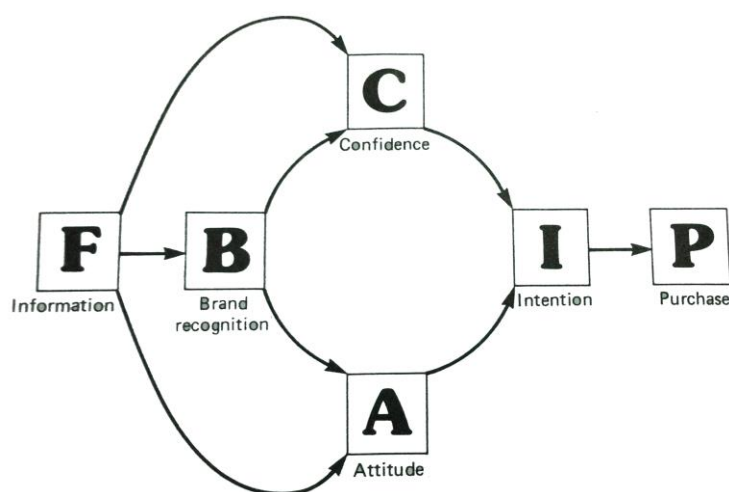 C
Confidence
F
Information
B
Brand
recognition
I
Intention
P
Purchase
A
Attitude